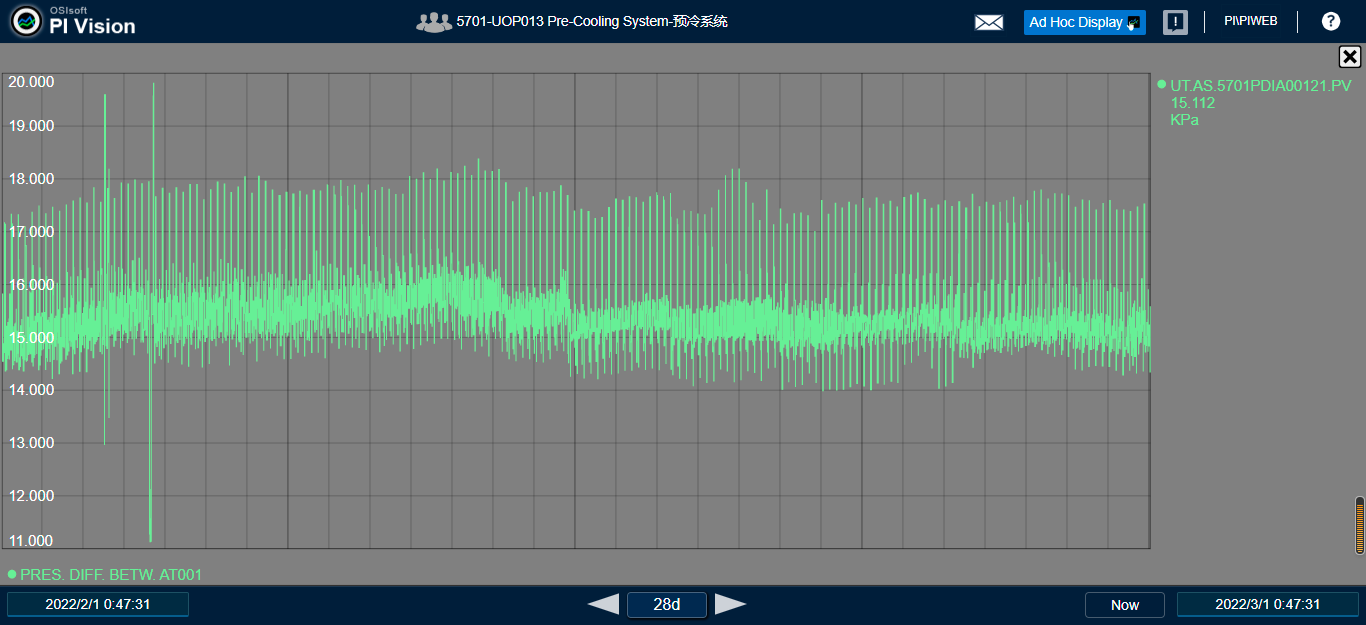 OSIsoft
PI Vision
5701-UOP013 Pre-Cooling System-预冷系统
Ad Hoc Display
PI\PIWEB
?
20.000
19.000
18.000
17.000
16.000
15.000
14.000
13.000
12.000
11.000
UT.AS.5701PDIA00121.PV
15.112
KPa
PRES. DIFF. BETW. AT001
2022/2/1 0:47:31
28d
Now
2022/3/1 0:47:31